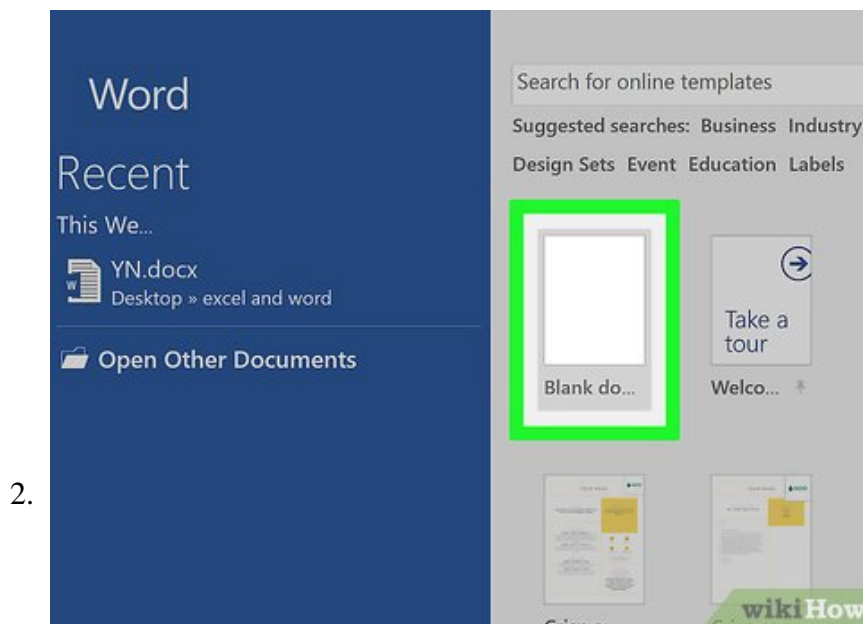 Word
Recent
This We...
YN.docx
Desktop » excel and word
Open Other Documents
Search for online templates
Suggested searches: Business Industry
Design Sets Event Education Labels
Take a
tour
Blank do...
Welco...
2.
wikiHow